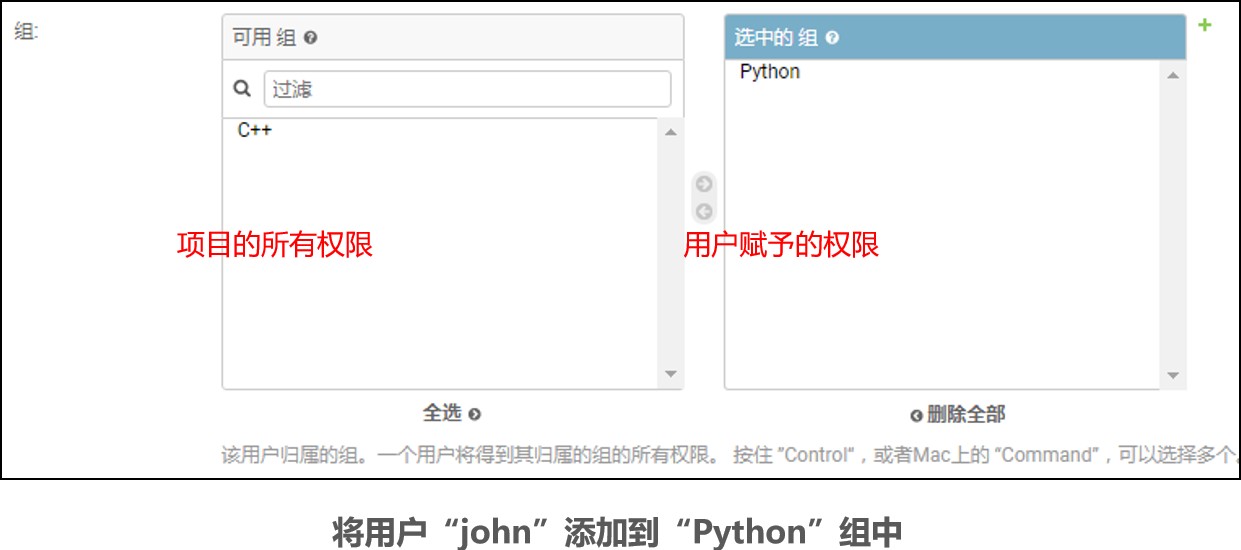 组:
可用 组
选中的 组
过滤
Python
C++
项目的所有权限
用户赋予的权限
全选
删除全部
该用户归属的组。一个用户将得到其归属的组的所有权限。 按住 ”Control“，或者Mac上的 “Command”，可以选择多个。
将用户“john”添加到“Python”组中